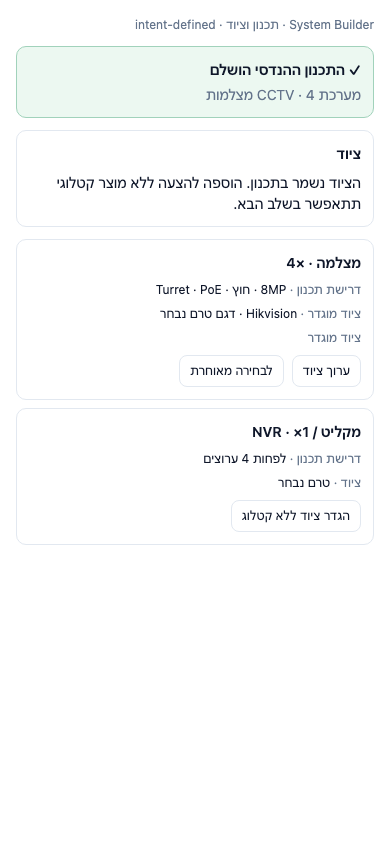 System Builder · תכנון וציוד · intent-defined
✓ התכנון ההנדסי הושלם
מערכת CCTV · 4 מצלמות
ציוד
הציוד נשמר בתכנון. הוספה להצעה ללא מוצר קטלוגי
תתאפשר בשלב הבא.
מצלמה · ×4
דרישת תכנון · 8MP · חוץ · Turret · PoE
ציוד מוגדר · Hikvision · דגם טרם נבחר
ציוד מוגדר
ערוך ציוד
לבחירה מאוחרת
מקליט / NVR · ×1
דרישת תכנון · לפחות 4 ערוצים
ציוד · טרם נבחר
הגדר ציוד ללא קטלוג